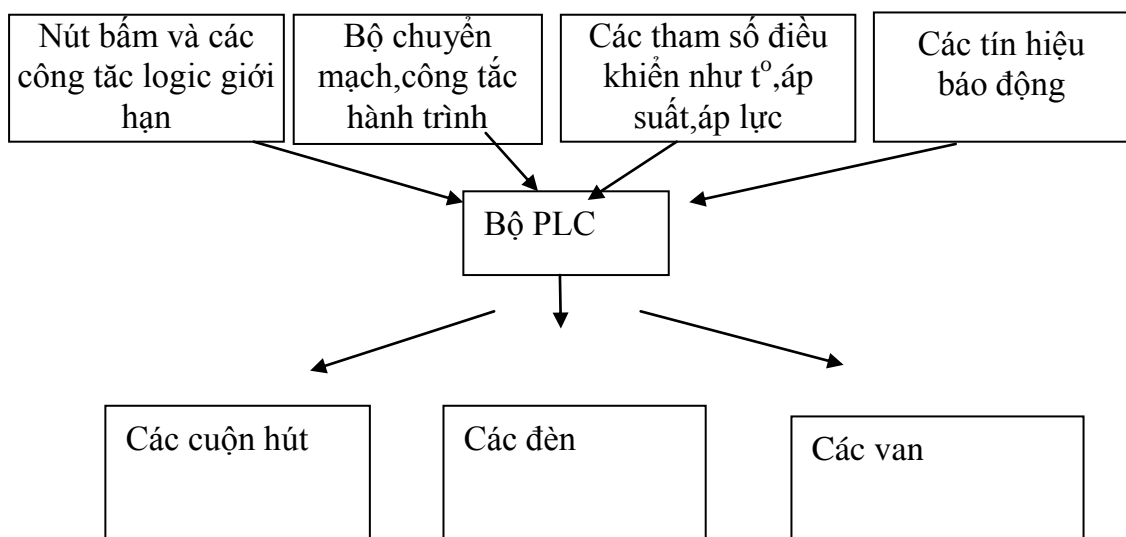 Nút bấm và các
công tăc logic giới
hạn
Bộ chuyển
mạch,công tắc
hành trình
Các tham số điều
khiển như tº,áp
suất,áp lực
Các tín hiệu
báo động
Bộ PLC
Các cuộn hút
Các đèn
Các van